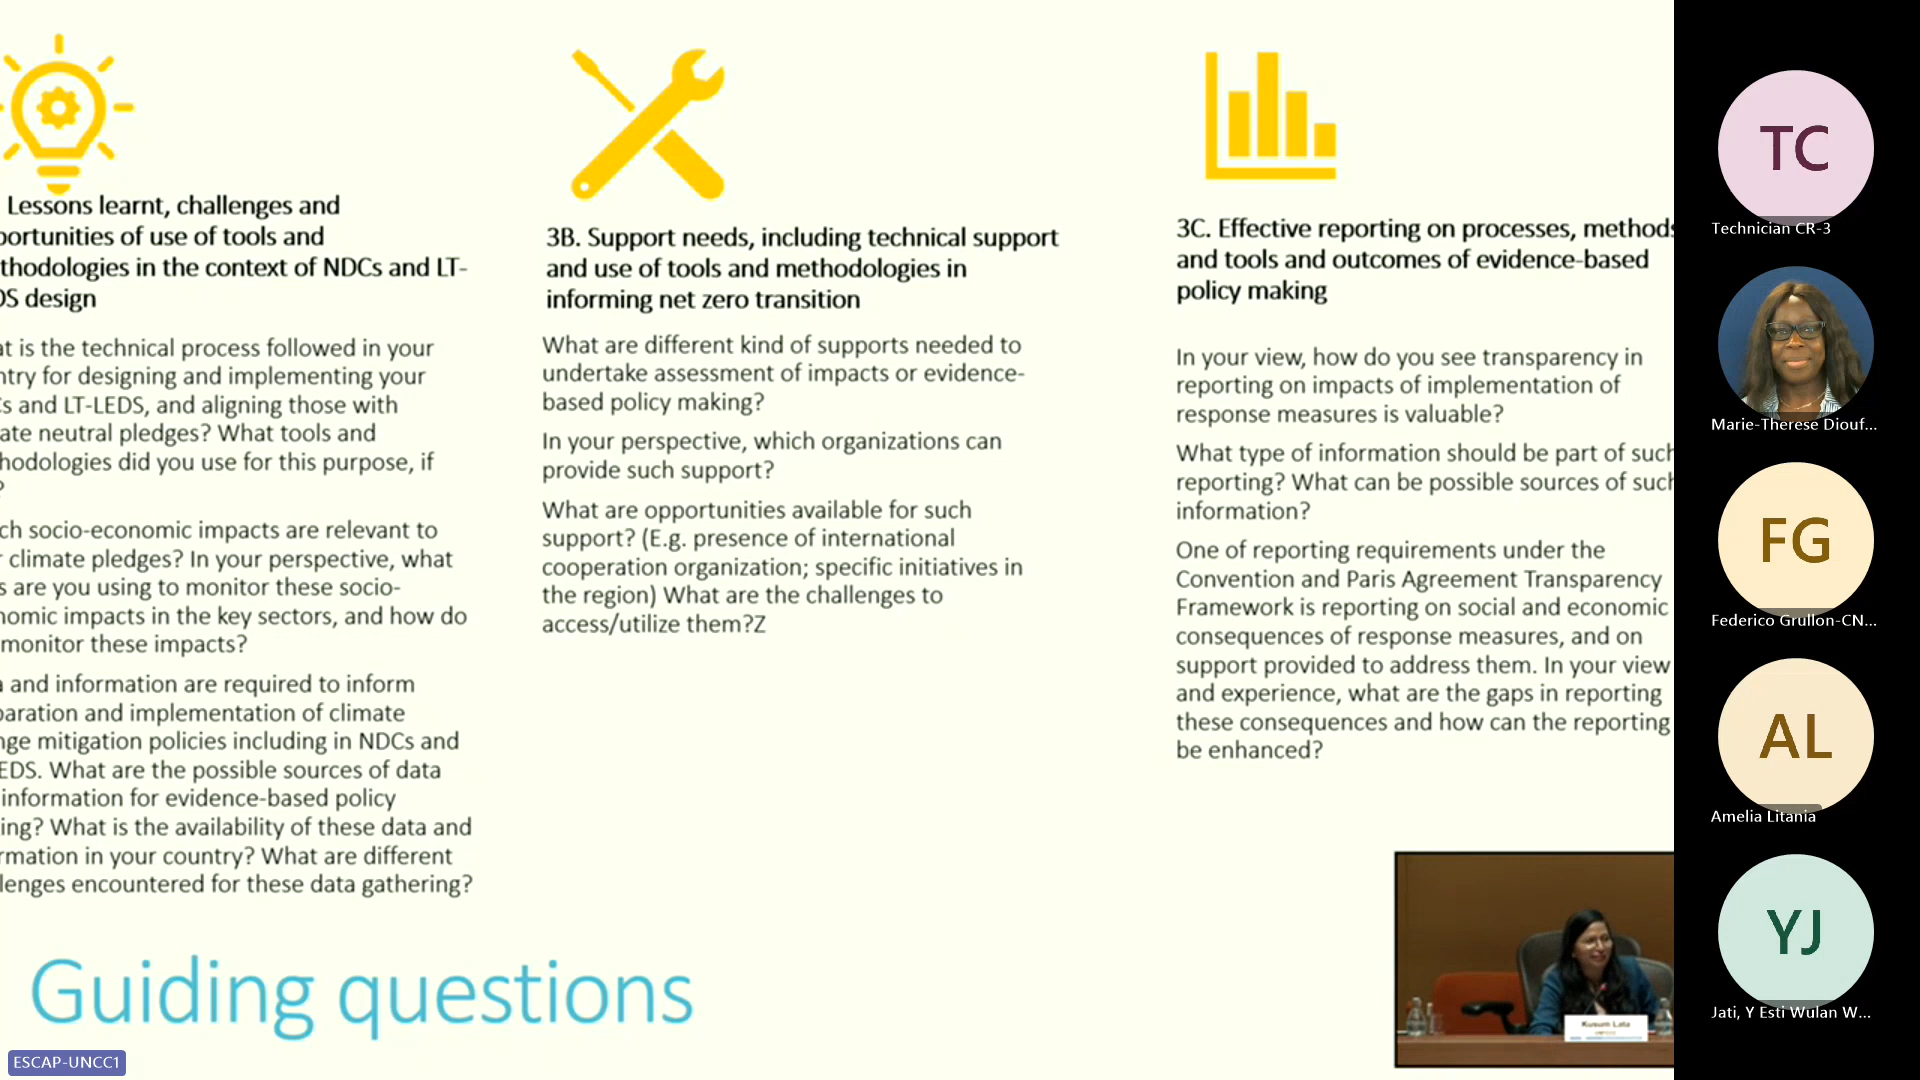 Lessons learnt, challenges and
portunities of use of tools and
thodologies in the context of NDCs and LT-
DS design
at is the technical process followed in your
ntry for designing and implementing your
s and LT-LEDS, and aligning those with
ate neutral pledges? What tools and
hodologies did you use for this purpose, if
?
ch socio-economic impacts are relevant to
r climate pledges? In your perspective, what
s are you using to monitor these socio-
nomic impacts in the key sectors, and how do
monitor these impacts?
a and information are required to inform
paration and implementation of climate
nge mitigation policies including in NDCs and
EDS. What are the possible sources of data
information for evidence-based policy
ing? What is the availability of these data and
rmation in your country? What are different
lenges encountered for these data gathering?
3B. Support needs, including technical support
and use of tools and methodologies in
informing net zero transition
What are different kind of supports needed to
undertake assessment of impacts or evidence-
based policy making?
In your perspective, which organizations can
provide such support?
What are opportunities available for such
support? (E.g. presence of international
cooperation organization; specific initiatives in
the region) What are the challenges to
access/utilize them?Z
3C. Effective reporting on processes, methods
and tools and outcomes of evidence-based
policy making
In your view, how do you see transparency in
reporting on impacts of implementation of
response measures is valuable?
What type of information should be part of such
reporting? What can be possible sources of such
information?
One of reporting requirements under the
Convention and Paris Agreement Transparency
Framework is reporting on social and economic
consequences of response measures, and on
support provided to address them. In your view
and experience, what are the gaps in reporting
these consequences and how can the reporting
be enhanced?
Guiding questions
ESCAP-UNCC1
Kusum Lata
TC
Technician CR-3
Marie-Therese Diouf...
FG
Federico Grullon-CN...
AL
Amelia Litania
YJ
Jati, Y Esti Wulan W...